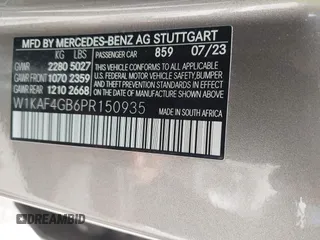 MFD BY MERCEDES-BENZ AG STUTTGART
KG LBS PASSENGER CAR 859 07/23
GVWR 2280 5027
GAWR FRONT 1070 2359
GAWR REAR 1210 2668
THIS VEHICLE CONFORMS TO ALL APPLICABLE
U.S. FEDERAL MOTOR VEHICLE SAFETY, BUMPER,
AND THEFT PREVENTION STANDARDS IN EFFECT ON
THE DATE OF MANUFACTURE SHOWN ABOVE.
W1KAF4GB6PR150935
MADE IN SOUTH AFRICA
DREAMBID